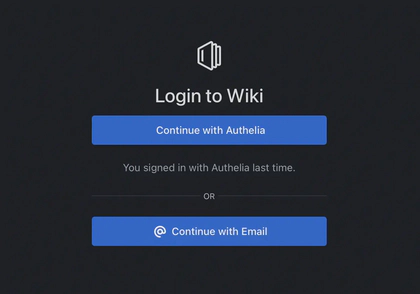 Login to Wiki
Continue with Authelia
You signed in with Authelia last time.
OR
Continue with Email